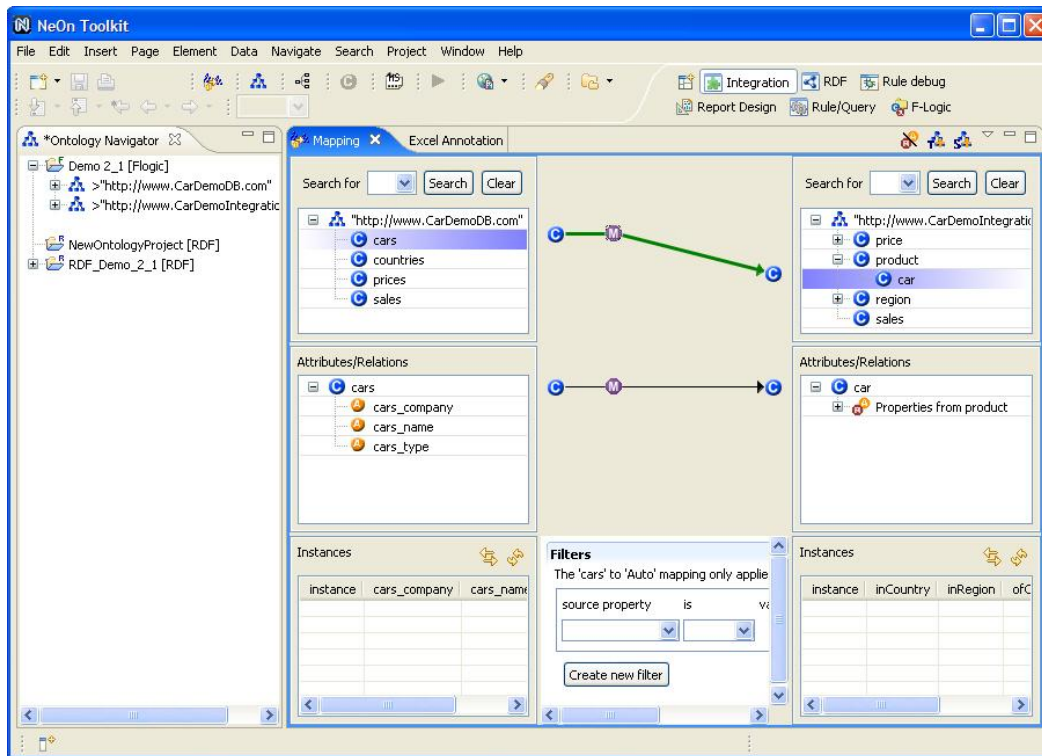 NeOn Toolkit
File Edit Insert Page Element Data Navigate Search Project Window Help
Integration RDF Rule debug
Report Design Rule/Query F-Logic
*Ontology Navigator
Demo 2_1 [Flogic]
>"http://www.CarDemoDB.com"
>"http://www.CarDemoIntegratic
NewOntologyProject [RDF]
RDF_Demo_2_1 [RDF]
Mapping Excel Annotation
Search for Search Clear
"http://www.CarDemoDB.com"
cars
countries
prices
sales
M
Search for Search Clear
"http://www.CarDemoIntegratic
price
product
car
region
sales
Attributes/Relations
cars
cars_company
cars_name
cars_type
M
Attributes/Relations
car
Properties from product
Instances
instance cars_company cars_name
Filters
The 'cars' to 'Auto' mapping only applie
source property is va
Create new filter
Instances
instance inCountry inRegion ofC